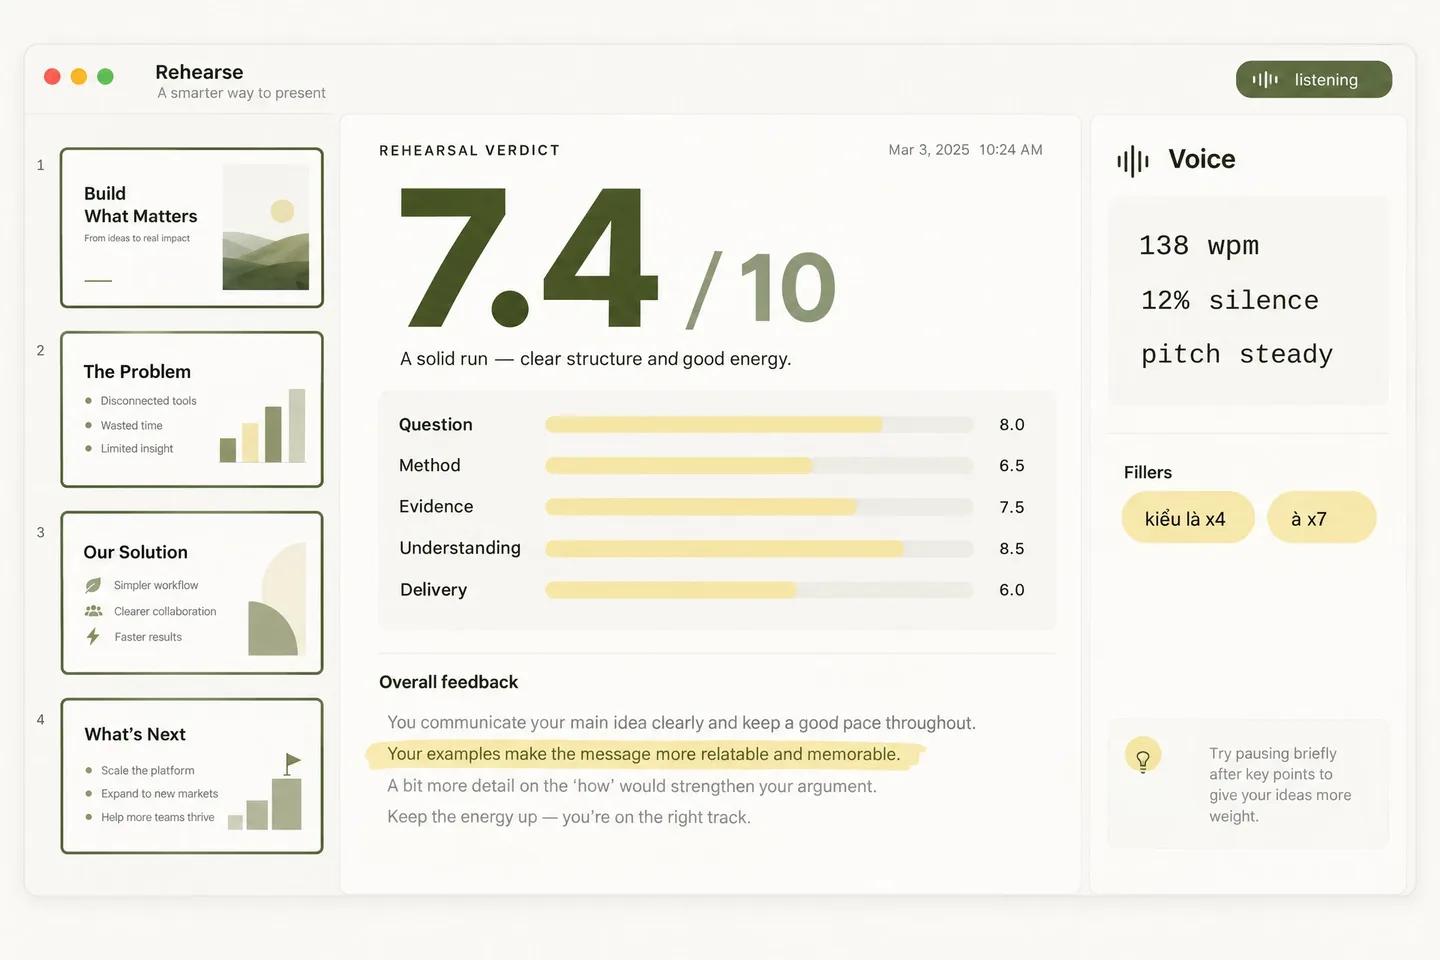 Rehearse
A smarter way to present
listening
1
Build
What Matters
From ideas to real impact
2
The Problem
Disconnected tools
Wasted time
Limited insight
3
Our Solution
Simpler workflow
Clearer collaboration
Faster results
4
What's Next
Scale the platform
Expand to new markets
Help more teams thrive
REHEARSAL VERDICT
Mar 3, 2025 10:24 AM
7.4 / 10
A solid run — clear structure and good energy.
Question 8.0
Method 6.5
Evidence 7.5
Understanding 8.5
Delivery 6.0
Overall feedback
You communicate your main idea clearly and keep a good pace throughout.
Your examples make the message more relatable and memorable.
A bit more detail on the ‘how’ would strengthen your argument.
Keep the energy up — you’re on the right track.
Voice
138 wpm
12% silence
pitch steady
Fillers
kiểu là x4
à x7
Try pausing briefly
after key points to
give your ideas more
weight.